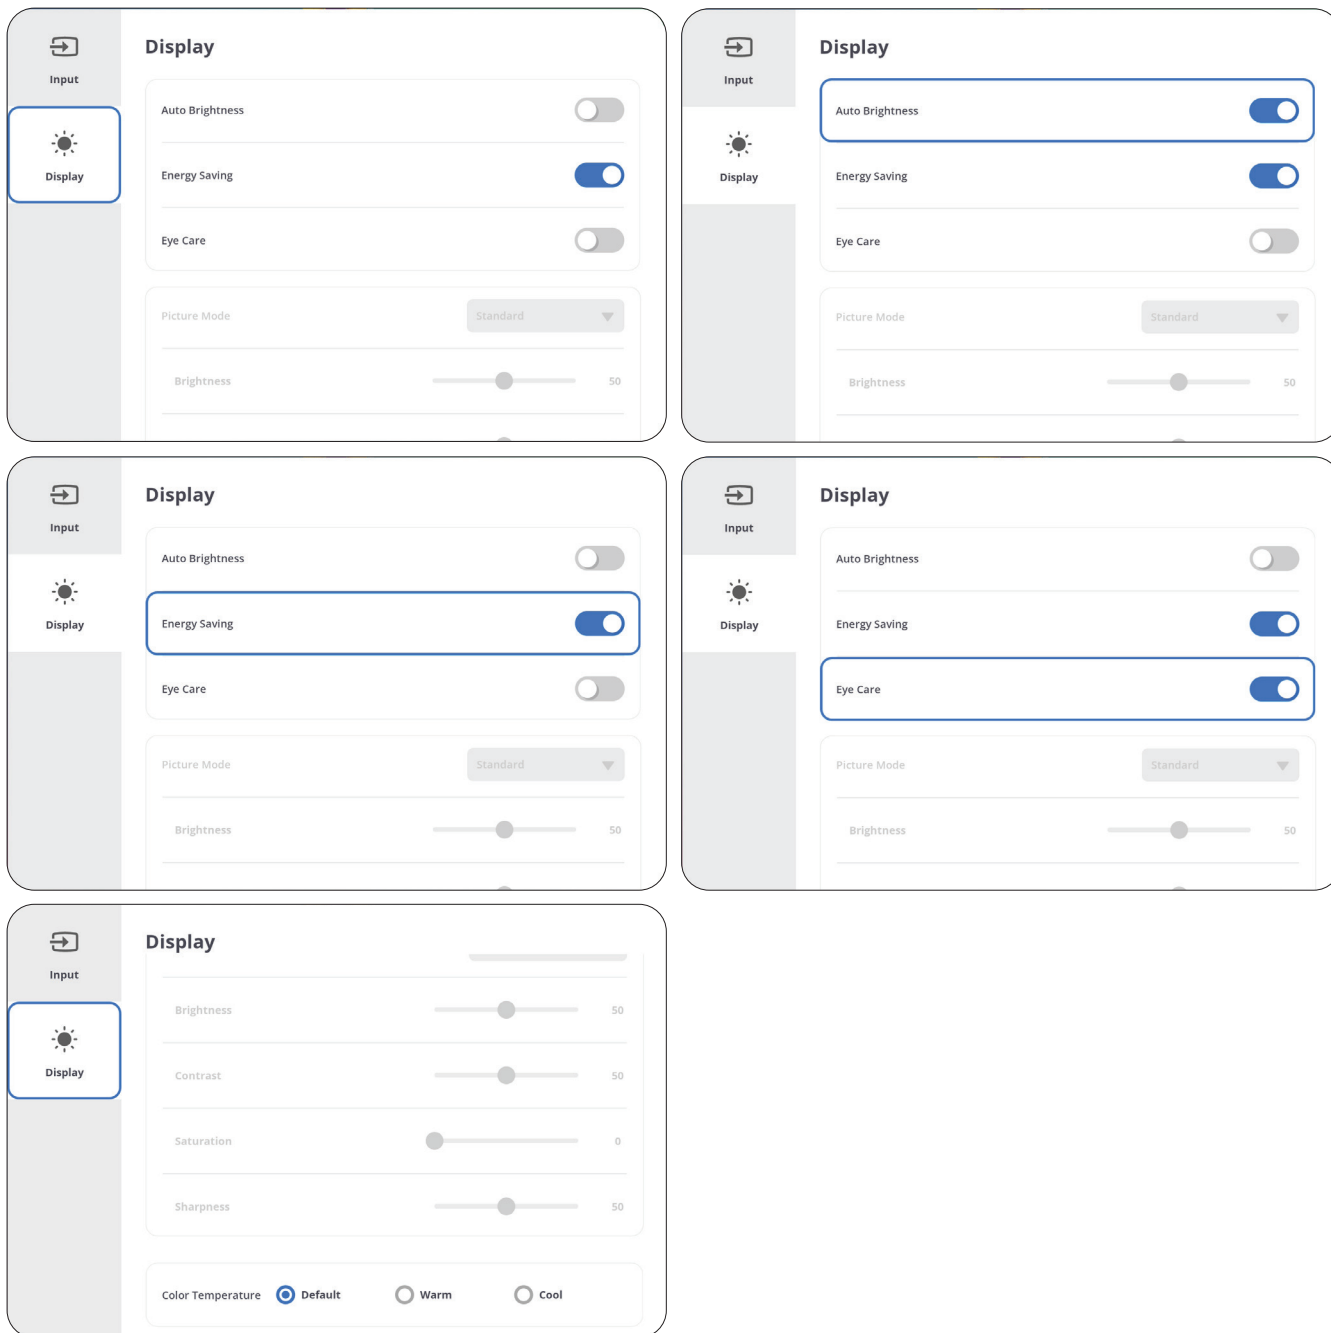 Display
Input
Auto Brightness
Energy Saving
Display
Eye Care
Picture Mode Standard
Brightness 50
Display
Input
Auto Brightness
Energy Saving
Display
Eye Care
Picture Mode Standard
Brightness 50
Display
Input
Auto Brightness
Energy Saving
Display
Eye Care
Picture Mode Standard
Brightness 50
Display
Input
Auto Brightness
Energy Saving
Display
Eye Care
Picture Mode Standard
Brightness 50
Display
Input
Brightness 50
Display
Contrast 50
Saturation 0
Sharpness 50
Color Temperature Default Warm Cool